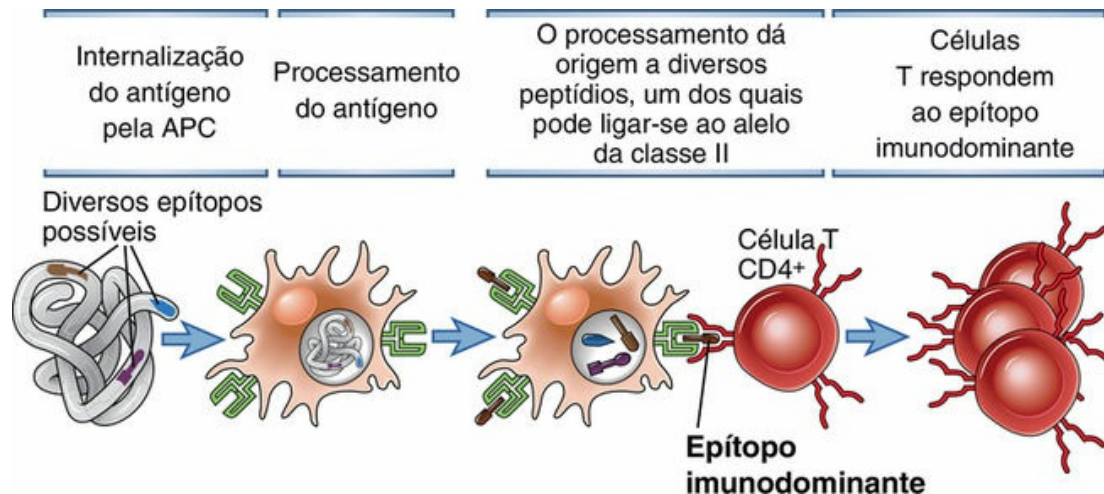 Internalização
do antígeno
pela APC
Processamento
do antígeno
O processamento dá
origem a diversos
peptídios, um dos quais
pode ligar-se ao alelo
da classe II
Células
T respondem
ao epítopo
imunodominante
Diversos epítopos
possíveis
Célula T
CD4+
Epítopo
imunodominante